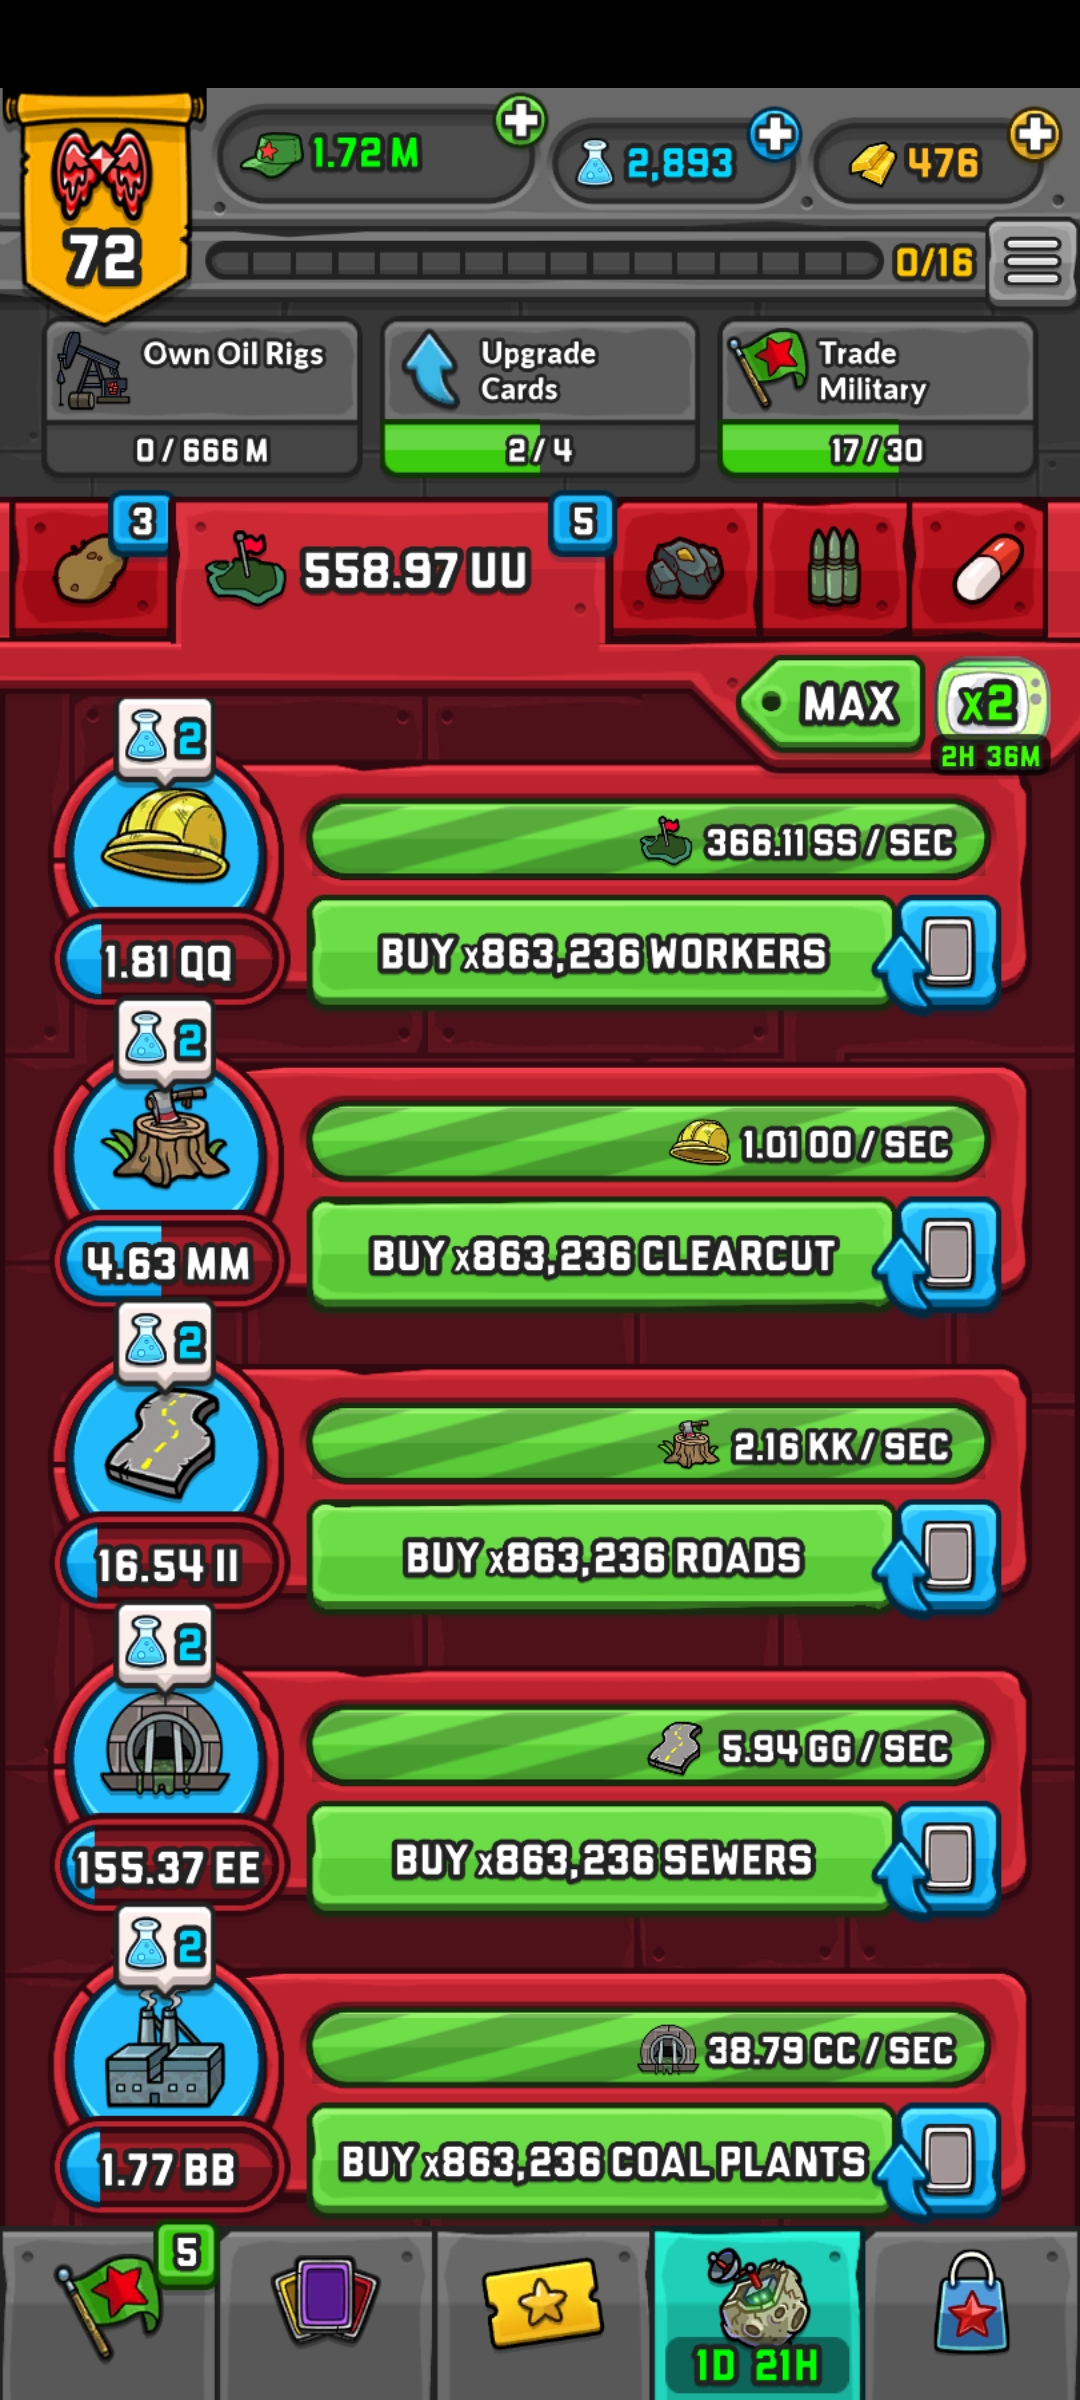 1.72 M
2,893
476
72
0/16
Own Oil Rigs
0 / 666 M
Upgrade
Cards
2 / 4
Trade
Military
17 / 30
3
558.97 UU
5
MAX
x2
2H 36M
2
366.11 SS / SEC
1.81 QQ
BUY x863,236 WORKERS
2
1.01 OO / SEC
4.63 MM
BUY x863,236 CLEARCUT
2
2.16 KK / SEC
16.54 II
BUY x863,236 ROADS
2
5.94 GG / SEC
155.37 EE
BUY x863,236 SEWERS
2
38.79 CC / SEC
1.77 BB
BUY x863,236 COAL PLANTS
5
1D 21H